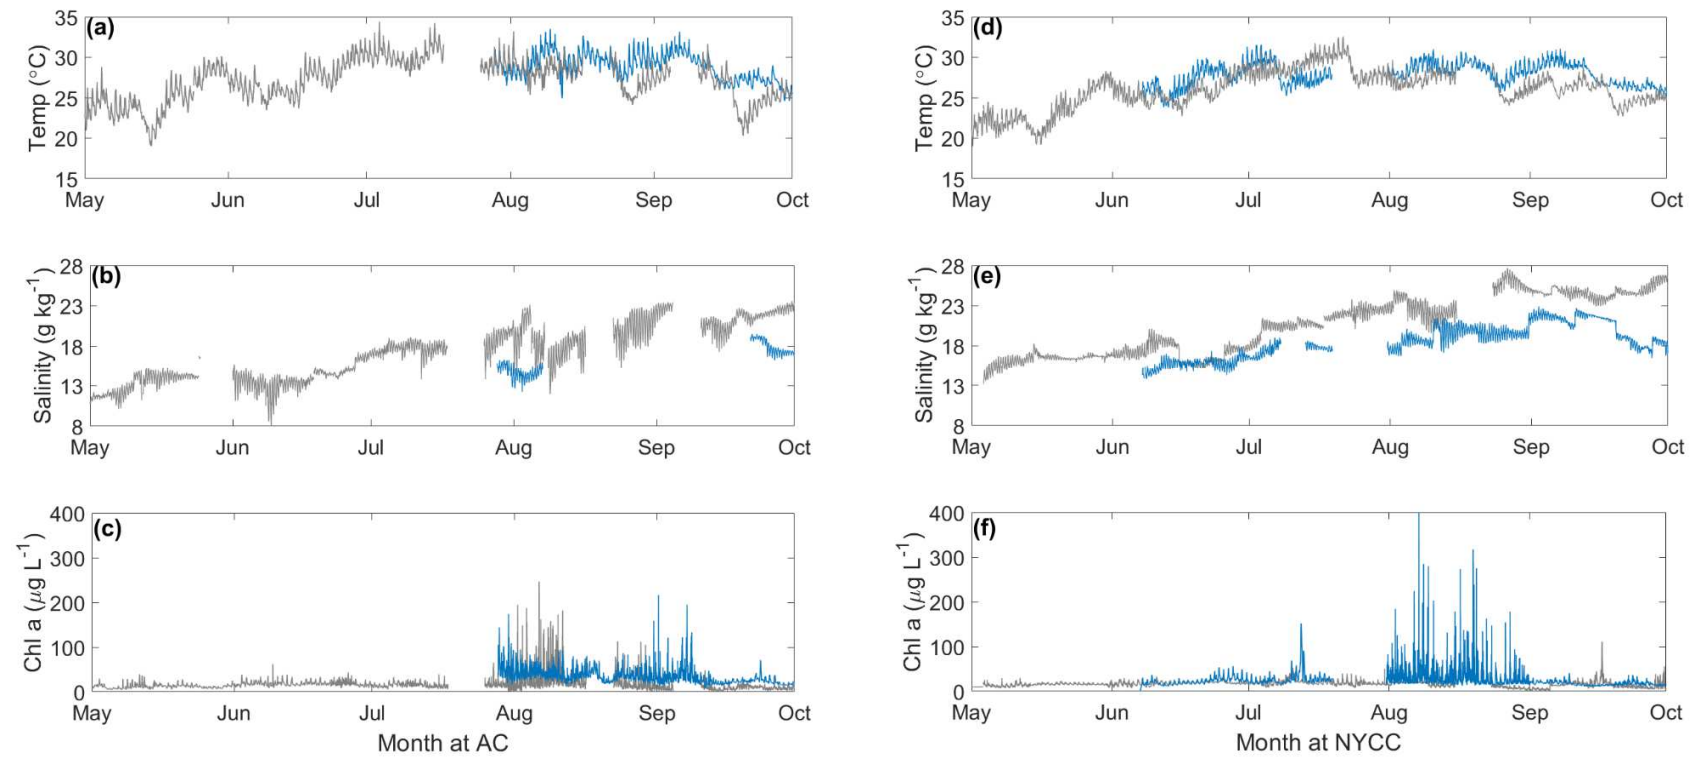 (a)
Temp (°C)
35
30
25
20
15
May Jun Jul Aug Sep Oct
(b)
Salinity (g kg-1)
28
23
18
13
8
May Jun Jul Aug Sep Oct
(c)
Chl a (µg L-1)
400
300
200
100
0
May Jun Jul Aug Sep Oct
Month at AC
(d)
Temp (°C)
35
30
25
20
15
May Jun Jul Aug Sep Oct
(e)
Salinity (g kg-1)
28
23
18
13
8
May Jun Jul Aug Sep Oct
(f)
Chl a (µg L-1)
400
300
200
100
0
May Jun Jul Aug Sep Oct
Month at NYCC